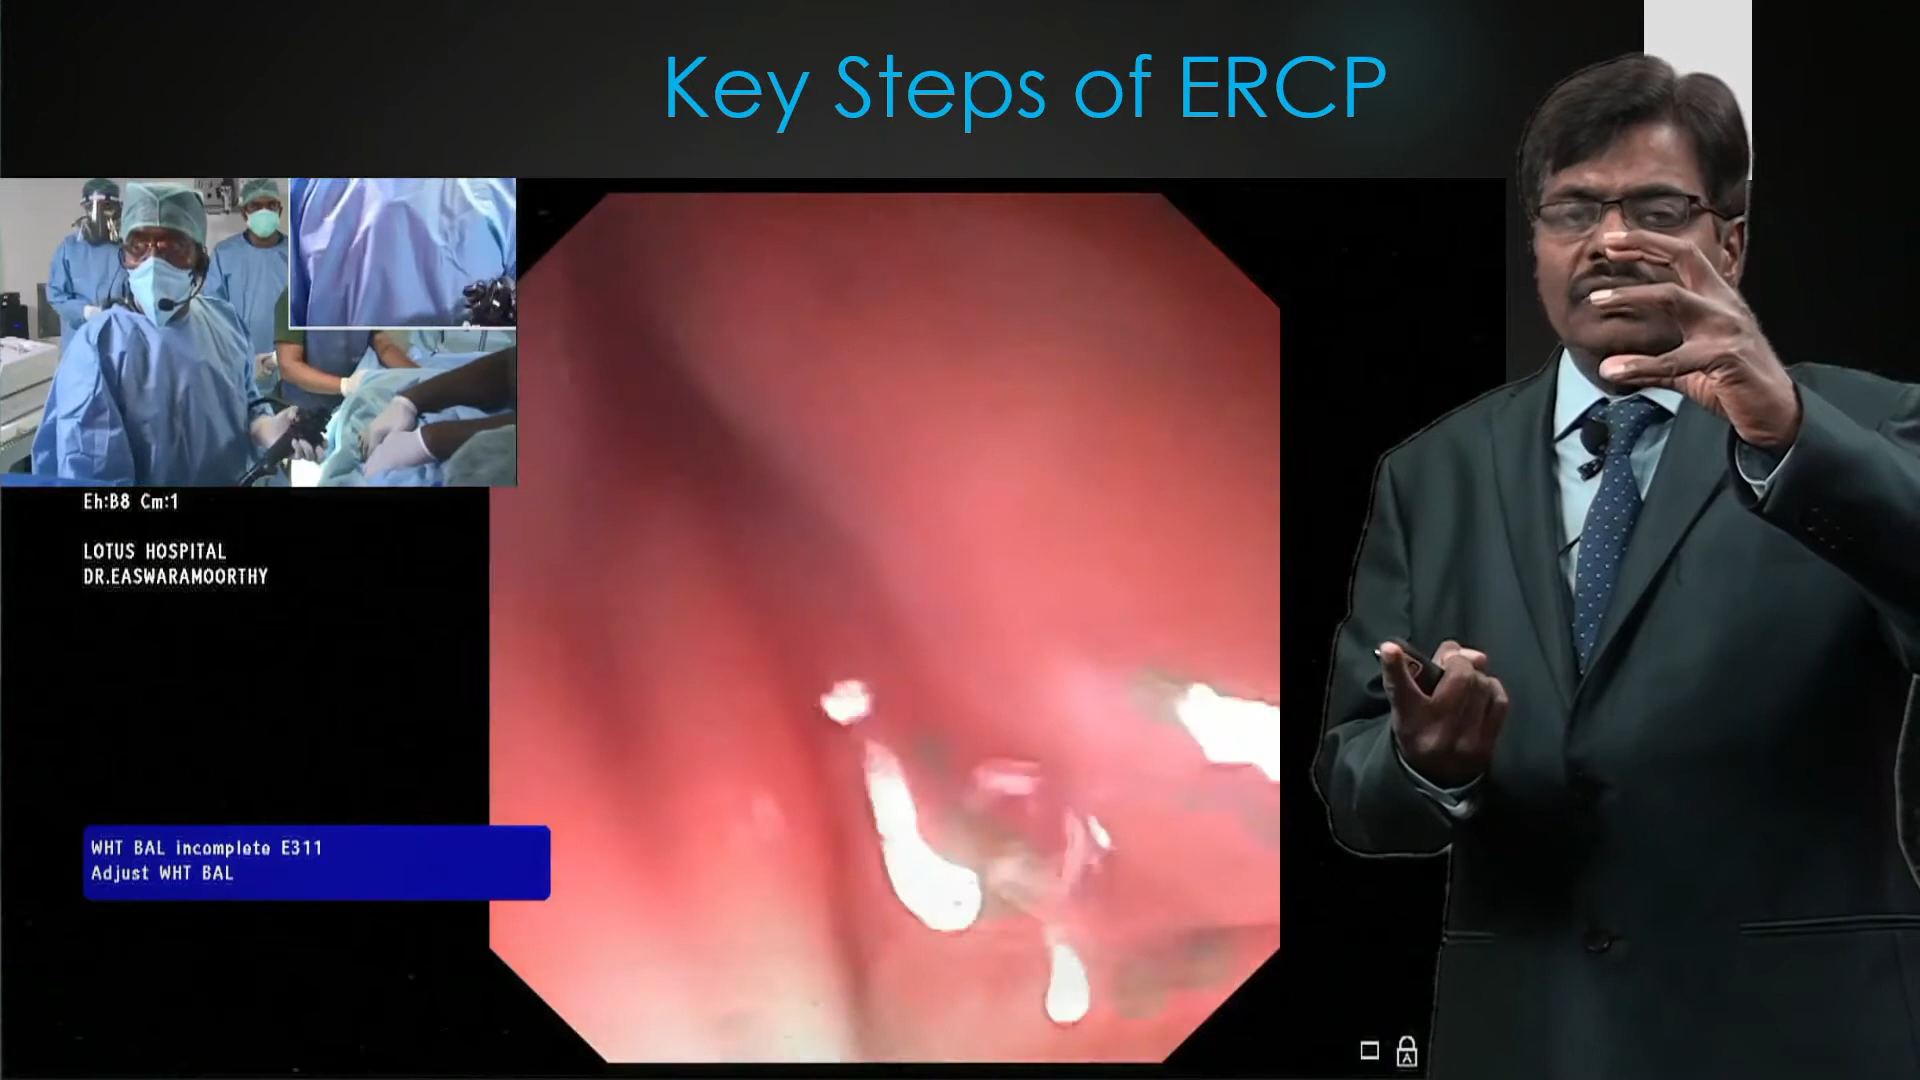 Key Steps of ERCP
Eh:B8 Cm:1
LOTUS HOSPITAL
DR.EASWARAMOORTHY
WHT BAL incomplete E311
Adjust WHT BAL
A